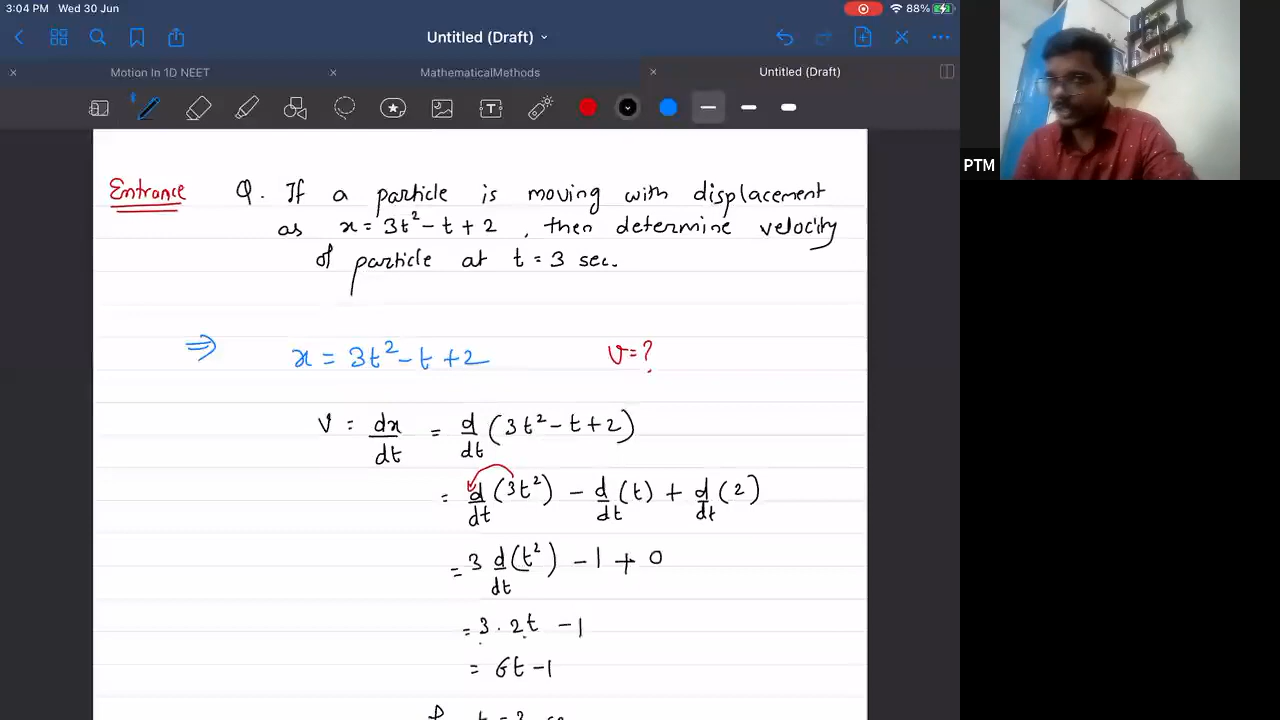 3:04 PM Wed 30 Jun
88%
Untitled (Draft)
Motion In 1D NEET
MathematicalMethods
Untitled (Draft)
T
PTM
Entrance Q. If a particle is moving with displacement
as x = 3t² - t + 2 , then determine velocity
of particle at t = 3 sec.
⇒ x = 3t² - t + 2 v = ?
V = dx/dt = d/dt (3t² - t + 2)
= d/dt (3t²) - d/dt (t) + d/dt (2)
= 3 d/dt (t²) - 1 + 0
= 3 . 2t - 1
= 6t - 1